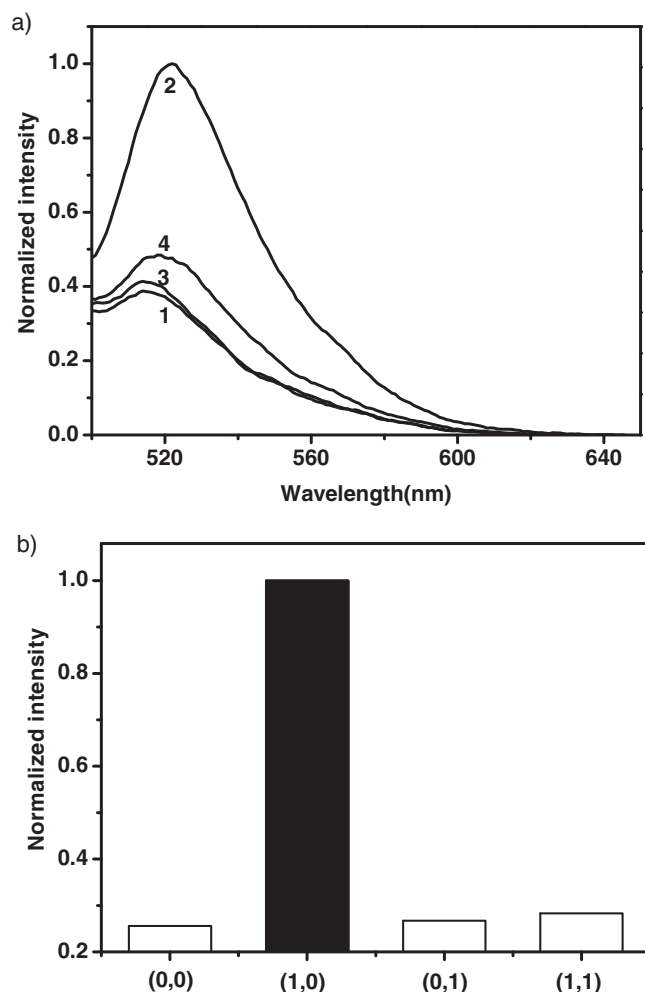 a)
Normalized intensity
1.0
0.8
0.6
0.4
0.2
0.0
2
4
3
1
520 560 600 640
Wavelength(nm)
b)
Normalized intensity
1.0
0.8
0.6
0.4
0.2
(0,0) (1,0) (0,1) (1,1)